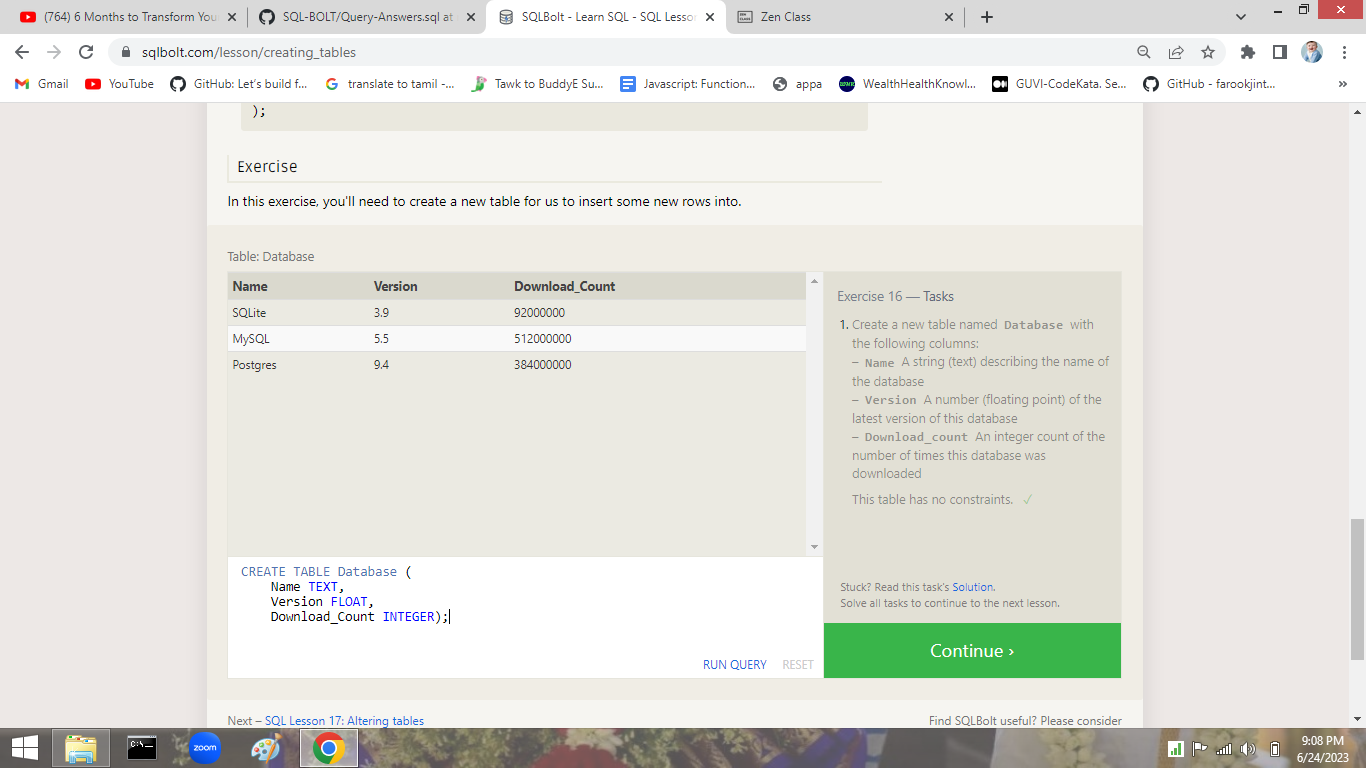 (764) 6 Months to Transform You
SQL-BOLT/Query-Answers.sql at
SQLBolt - Learn SQL - SQL Lesson
Zen Class
sqlbolt.com/lesson/creating_tables
Gmail
YouTube
GitHub: Let's build f...
translate to tamil -...
Tawk to BuddyE Su...
Javascript: Function...
appa
WealthHealthKnowl...
GUVI-CodeKata. Se...
GitHub - farookjint...
»
);
Exercise
In this exercise, you'll need to create a new table for us to insert some new rows into.
Table: Database
Name Version Download_Count
SQLite 3.9 92000000
MySQL 5.5 512000000
Postgres 9.4 384000000
Exercise 16 — Tasks
1. Create a new table named Database with
the following columns:
– Name A string (text) describing the name of
the database
– Version A number (floating point) of the
latest version of this database
– Download_count An integer count of the
number of times this database was
downloaded
This table has no constraints. ✓
CREATE TABLE Database (
Name TEXT,
Version FLOAT,
Download_Count INTEGER);
RUN QUERY RESET
Stuck? Read this task's Solution.
Solve all tasks to continue to the next lesson.
Continue ›
Next – SQL Lesson 17: Altering tables
Find SQLBolt useful? Please consider
C:\_
zoom
9:08 PM
6/24/2023